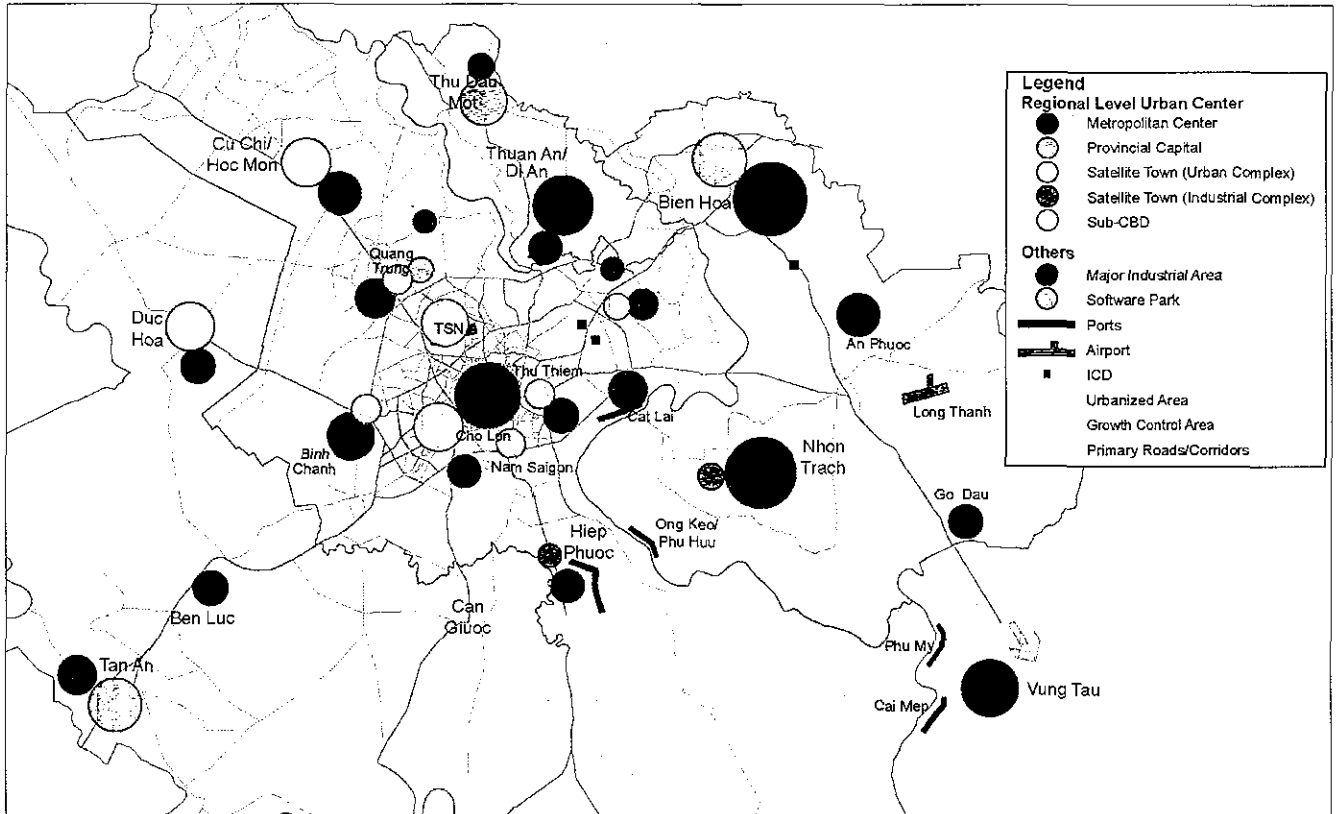 Thu Dau
Mot
Cu Chi/
Hoc Mon
Thuan An/
Di An
Bien Hoa
Quang
Trung
Duc
Hoa
TSN
An Phuoc
Thu Thiem
Long Thanh
Cat Lai
Cho Lon
Binh
Chanh
Nam Saigon
Nhon
Trach
Go Dau
Ong Keo/
Phu Huu
Hiep
Phuoc
Ben Luc
Can
Giuoc
Tan An
Phu My
Vung Tau
Cai Mep
Legend
Regional Level Urban Center
Metropolitan Center
Provincial Capital
Satellite Town (Urban Complex)
Satellite Town (Industrial Complex)
Sub-CBD
Others
Major Industrial Area
Software Park
Ports
Airport
ICD
Urbanized Area
Growth Control Area
Primary Roads/Corridors